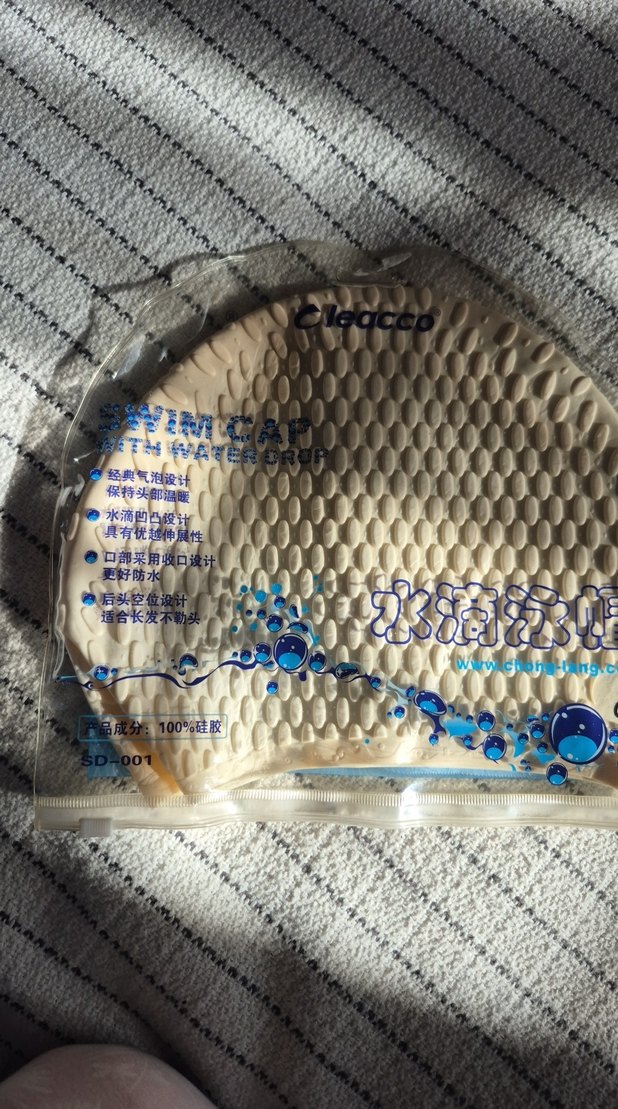 Cleacco®
SWIM CAP
WITH WATER DROP
经典气泡设计
保持头部温暖
水滴凹凸设计
具有优越伸展性
口部采用收口设计
更好防水
后头空位设计
适合长发不勒头
水滴泳帽
www.chong-lang.c
产品成分：100%硅胶
SD-001